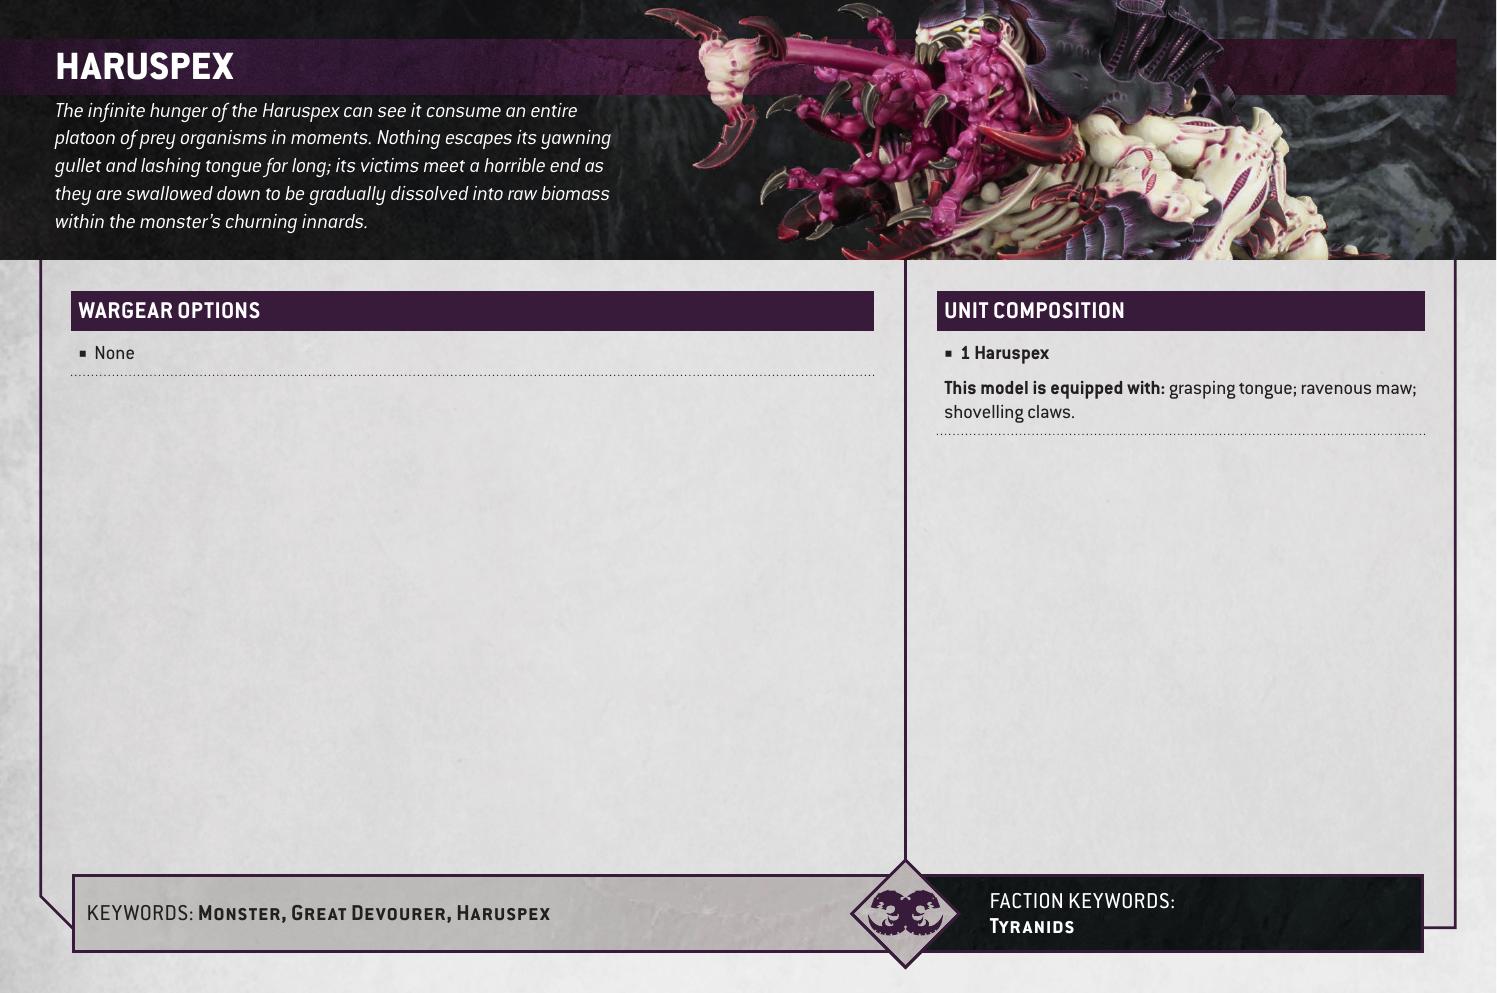 HARUSPEX
The infinite hunger of the Haruspex can see it consume an entire
platoon of prey organisms in moments. Nothing escapes its yawning
gullet and lashing tongue for long; its victims meet a horrible end as
they are swallowed down to be gradually dissolved into raw biomass
within the monster’s churning innards.
WARGEAR OPTIONS
▪ None
UNIT COMPOSITION
▪ 1 Haruspex
This model is equipped with: grasping tongue; ravenous maw;
shovelling claws.
KEYWORDS: Monster, Great Devourer, Haruspex
FACTION KEYWORDS:
Tyranids